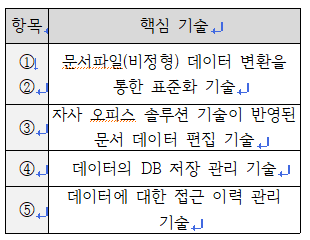 항목 핵심 기술
① 문서파일(비정형) 데이터 변환을
② 통한 표준화 기술
③ 자사 오피스 솔루션 기술이 반영된
문서 데이터 편집 기술
④ 데이터의 DB 저장 관리 기술
⑤ 데이터에 대한 접근 이력 관리
기술